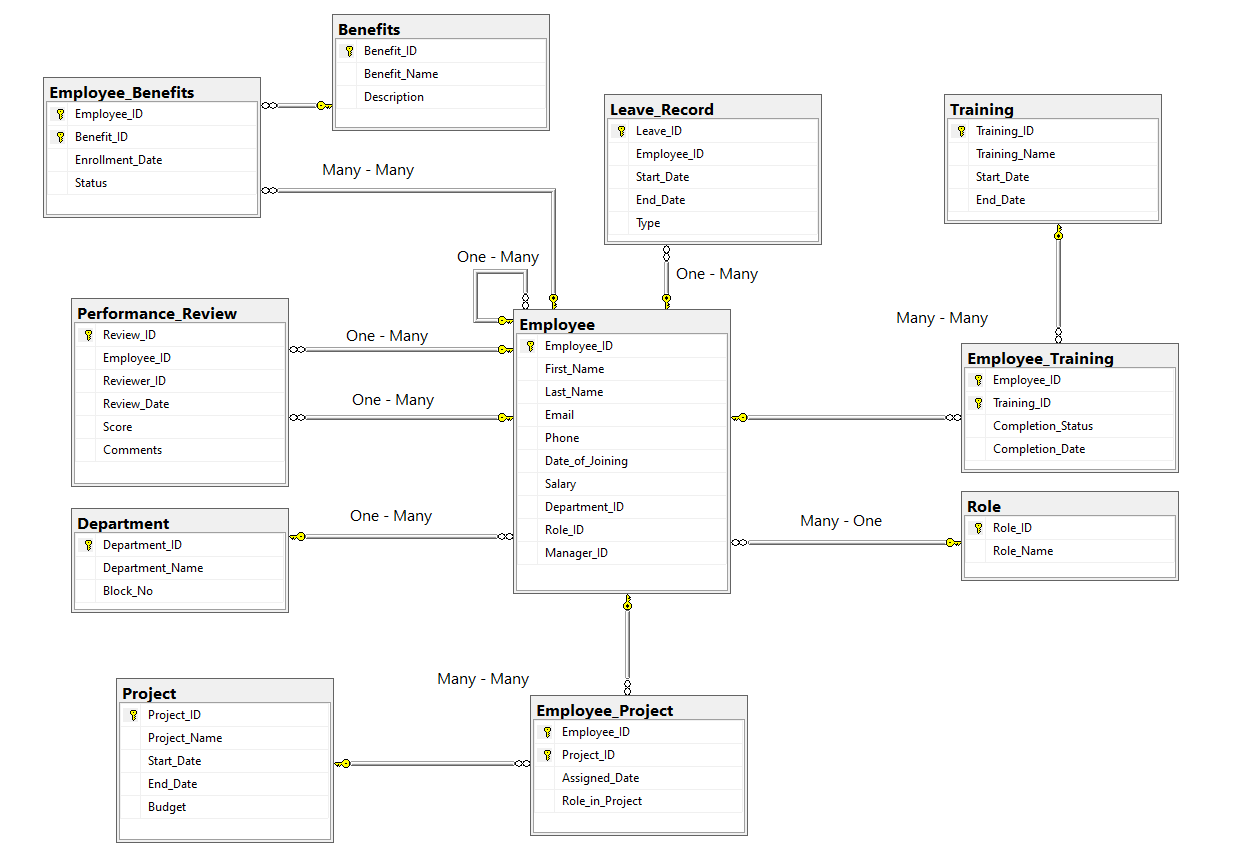 Benefits
Benefit_ID
Benefit_Name
Description
Employee_Benefits
Employee_ID
Benefit_ID
Enrollment_Date
Status
Many - Many
Leave_Record
Leave_ID
Employee_ID
Start_Date
End_Date
Type
Training
Training_ID
Training_Name
Start_Date
End_Date
One - Many
One - Many
Many - Many
Performance_Review
Review_ID
Employee_ID
Reviewer_ID
Review_Date
Score
Comments
One - Many
One - Many
Employee
Employee_ID
First_Name
Last_Name
Email
Phone
Date_of_Joining
Salary
Department_ID
Role_ID
Manager_ID
Employee_Training
Employee_ID
Training_ID
Completion_Status
Completion_Date
Department
Department_ID
Department_Name
Block_No
One - Many
Many - One
Role
Role_ID
Role_Name
Many - Many
Project
Project_ID
Project_Name
Start_Date
End_Date
Budget
Employee_Project
Employee_ID
Project_ID
Assigned_Date
Role_in_Project